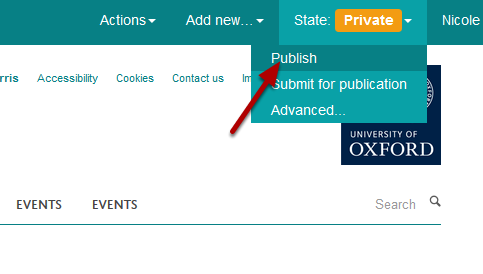 Actions Add new... State: Private Nicole
Publish
Submit for publication
Advanced...
rris Accessibility Cookies Contact us Im
UNIVERSITY OF
OXFORD
EVENTS EVENTS Search